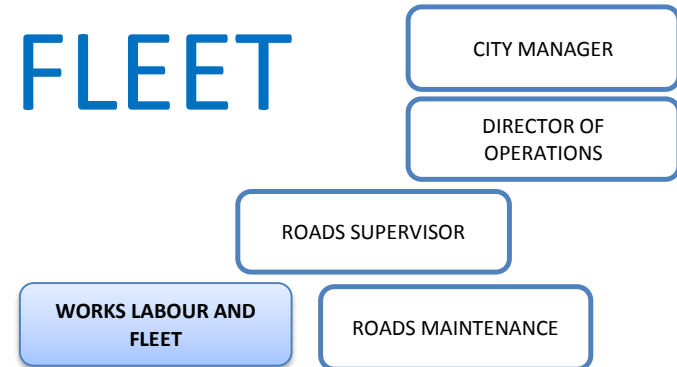 FLEET
CITY MANAGER
DIRECTOR OF
OPERATIONS
ROADS SUPERVISOR
WORKS LABOUR AND
FLEET
ROADS MAINTENANCE